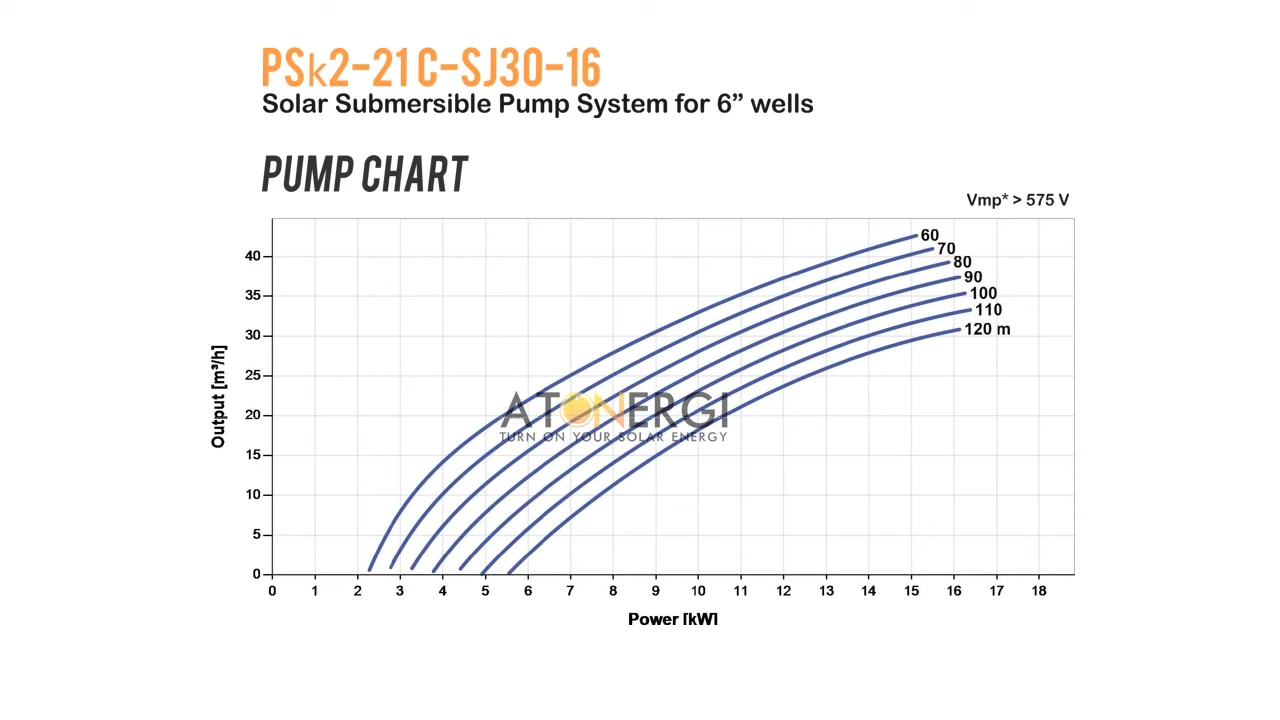 PSk2-21 C-SJ30-16
Solar Submersible Pump System for 6” wells
PUMP CHART
Vmp* > 575 V
60
70
80
90
100
110
120 m
40
35
30
25
20
15
10
5
0
Output [m³/h]
ATONERGI
TURN ON YOUR SOLAR ENERGY
0 1 2 3 4 5 6 7 8 9 10 11 12 13 14 15 16 17 18
Power [kW]